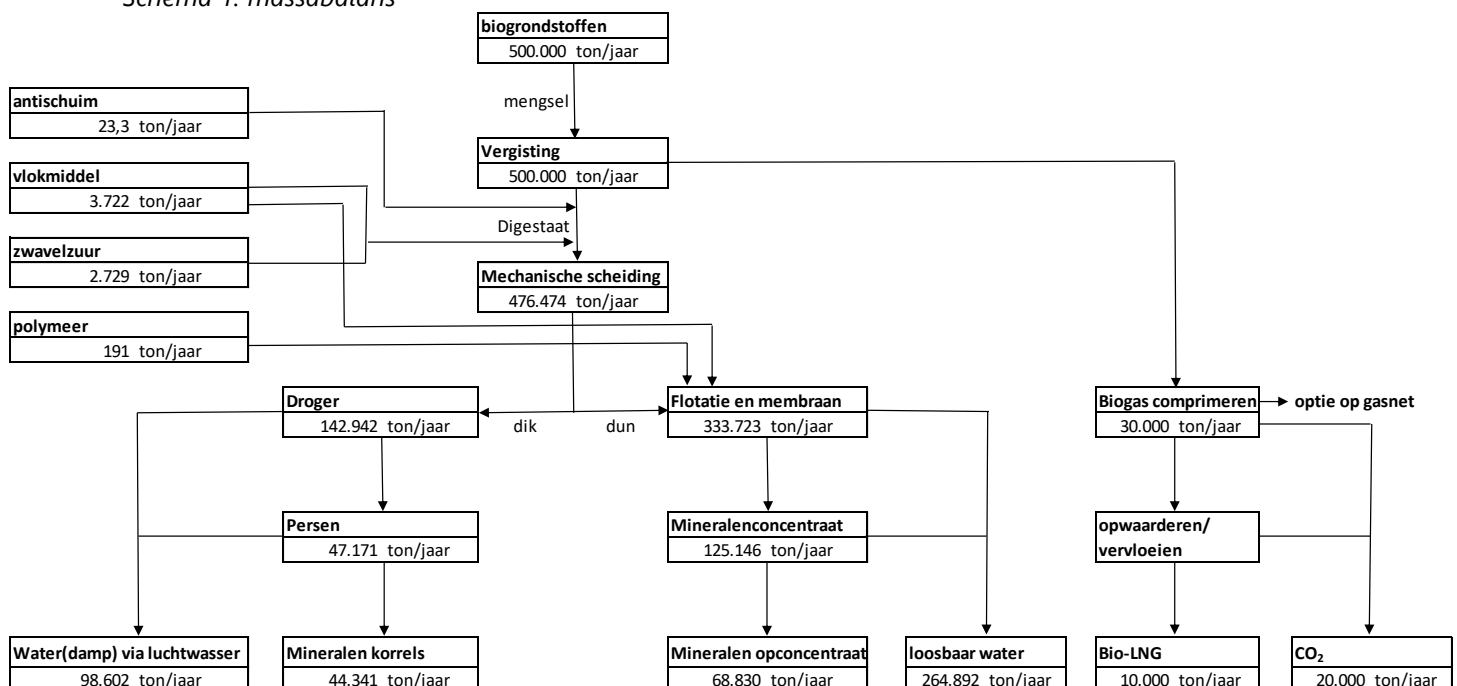 Schema 1: massabalans
biogrondstoffen
500.000 ton/jaar
antischuim
23,3 ton/jaar
mengsel
Vergisting
500.000 ton/jaar
vlokmiddel
3.722 ton/jaar
Digestaat
zwavelzuur
2.729 ton/jaar
Mechanische scheiding
476.474 ton/jaar
polymeer
191 ton/jaar
Droger
142.942 ton/jaar
dik
dun
Flotatie en membraan
333.723 ton/jaar
Biogas comprimeren
30.000 ton/jaar
optie op gasnet
Persen
47.171 ton/jaar
Mineralenconcentraat
125.146 ton/jaar
opwaarderen/
vervloeien
Water(damp) via luchtwasser
98.602 ton/jaar
Mineralen korrels
44.341 ton/jaar
Mineralen opconcentraat
68.830 ton/jaar
loosbaar water
264.892 ton/jaar
Bio-LNG
10.000 ton/jaar
CO₂
20.000 ton/jaar